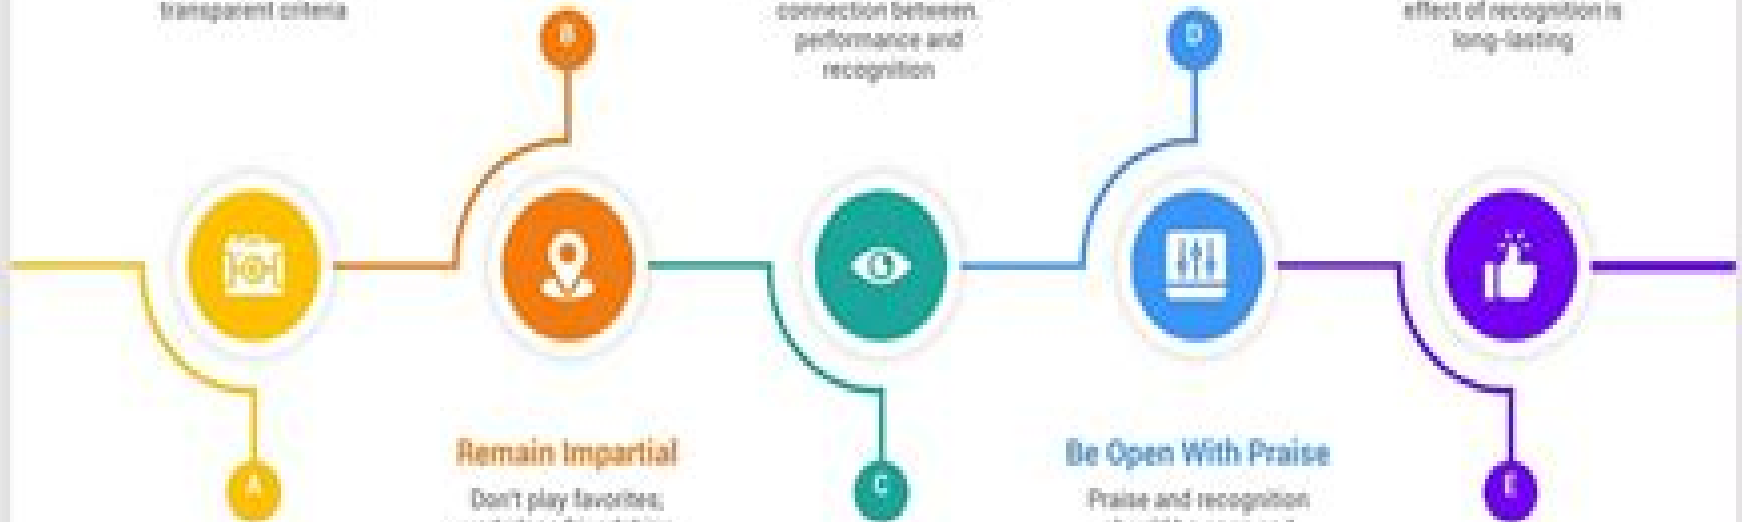 transparent criteria
B
connection between
performance and
recognition
D
effect of recognition is
long-lasting
A
Remain Impartial
Don't play favorites,
C
Be Open With Praise
Praise and recognition
E